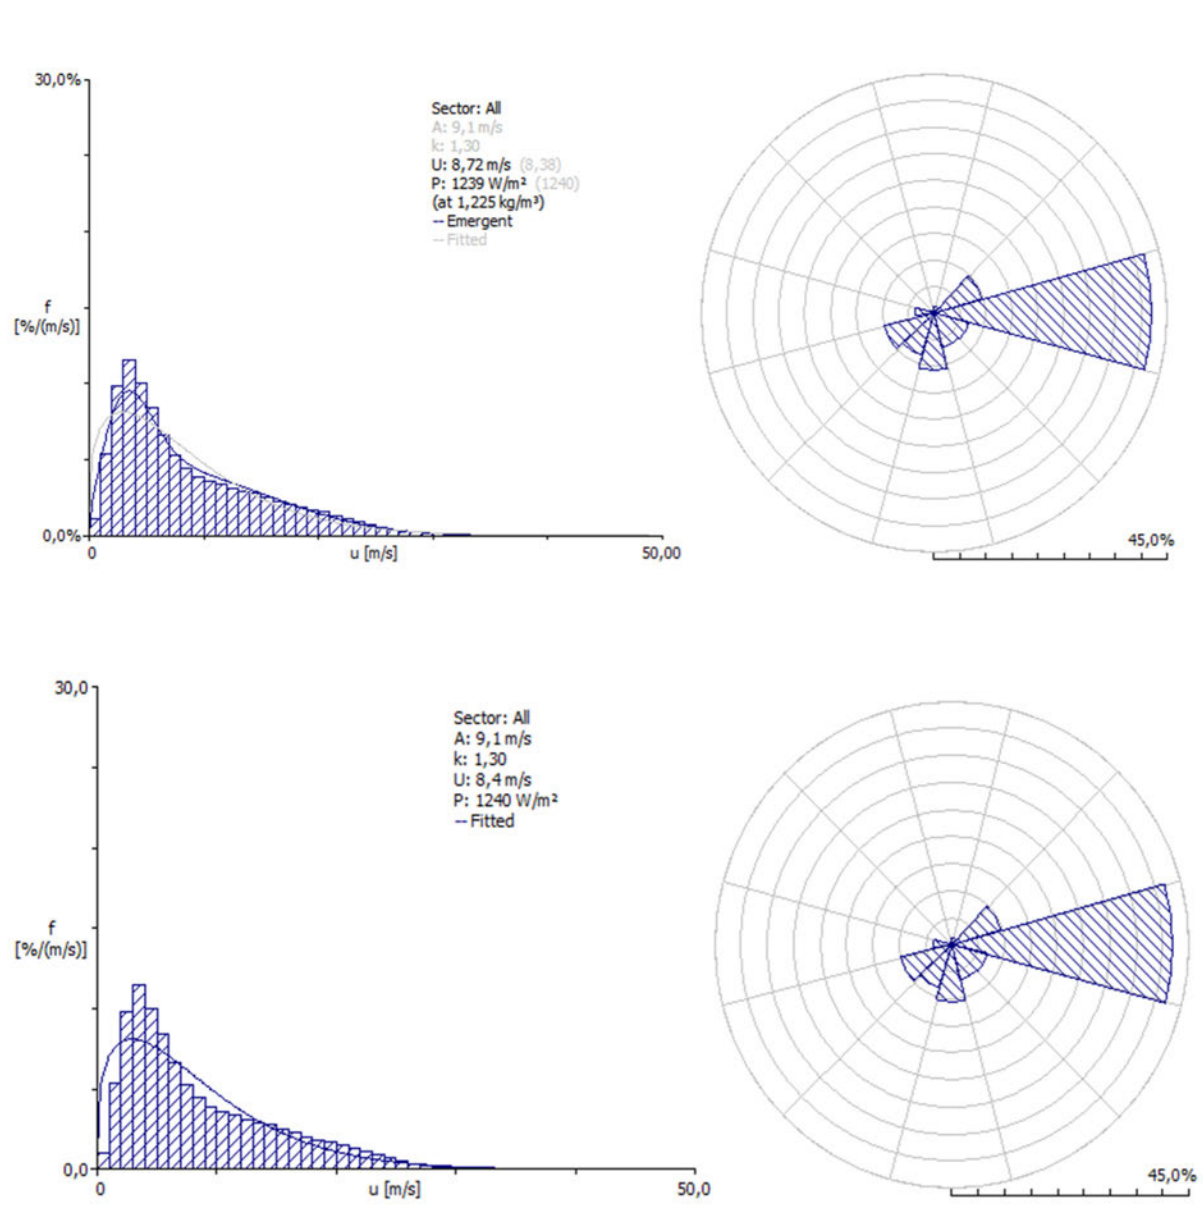 30,0%
Sector: All
A: 9,1 m/s
k: 1,30
U: 8,72 m/s (8,38)
P: 1239 W/m² (1240)
(at 1,225 kg/m³)
-- Emergent
-- Fitted
f
[%/(m/s)]
0,0%
0
u [m/s]
50,00
45,0%
30,0
Sector: All
A: 9,1 m/s
k: 1,30
U: 8,4 m/s
P: 1240 W/m²
-- Fitted
f
[%/(m/s)]
0,0
0
u [m/s]
50,0
45,0%